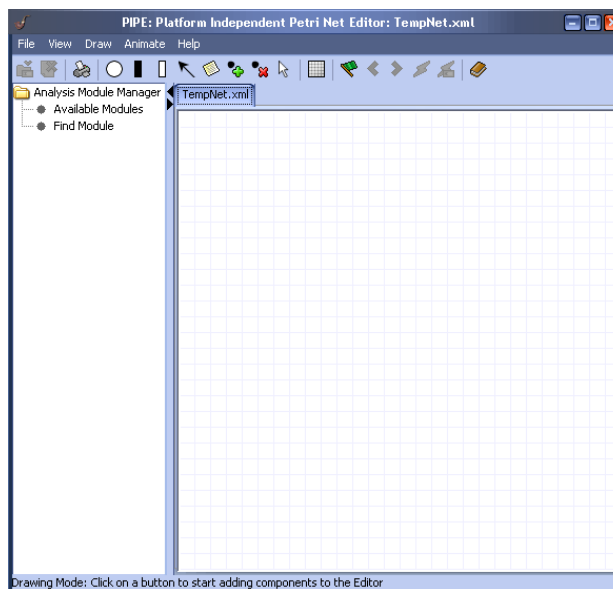 PIPE: Platform Independent Petri Net Editor: TempNet.xml
File View Draw Animate Help
Analysis Module Manager
Available Modules
Find Module
TempNet.xml
Drawing Mode: Click on a button to start adding components to the Editor